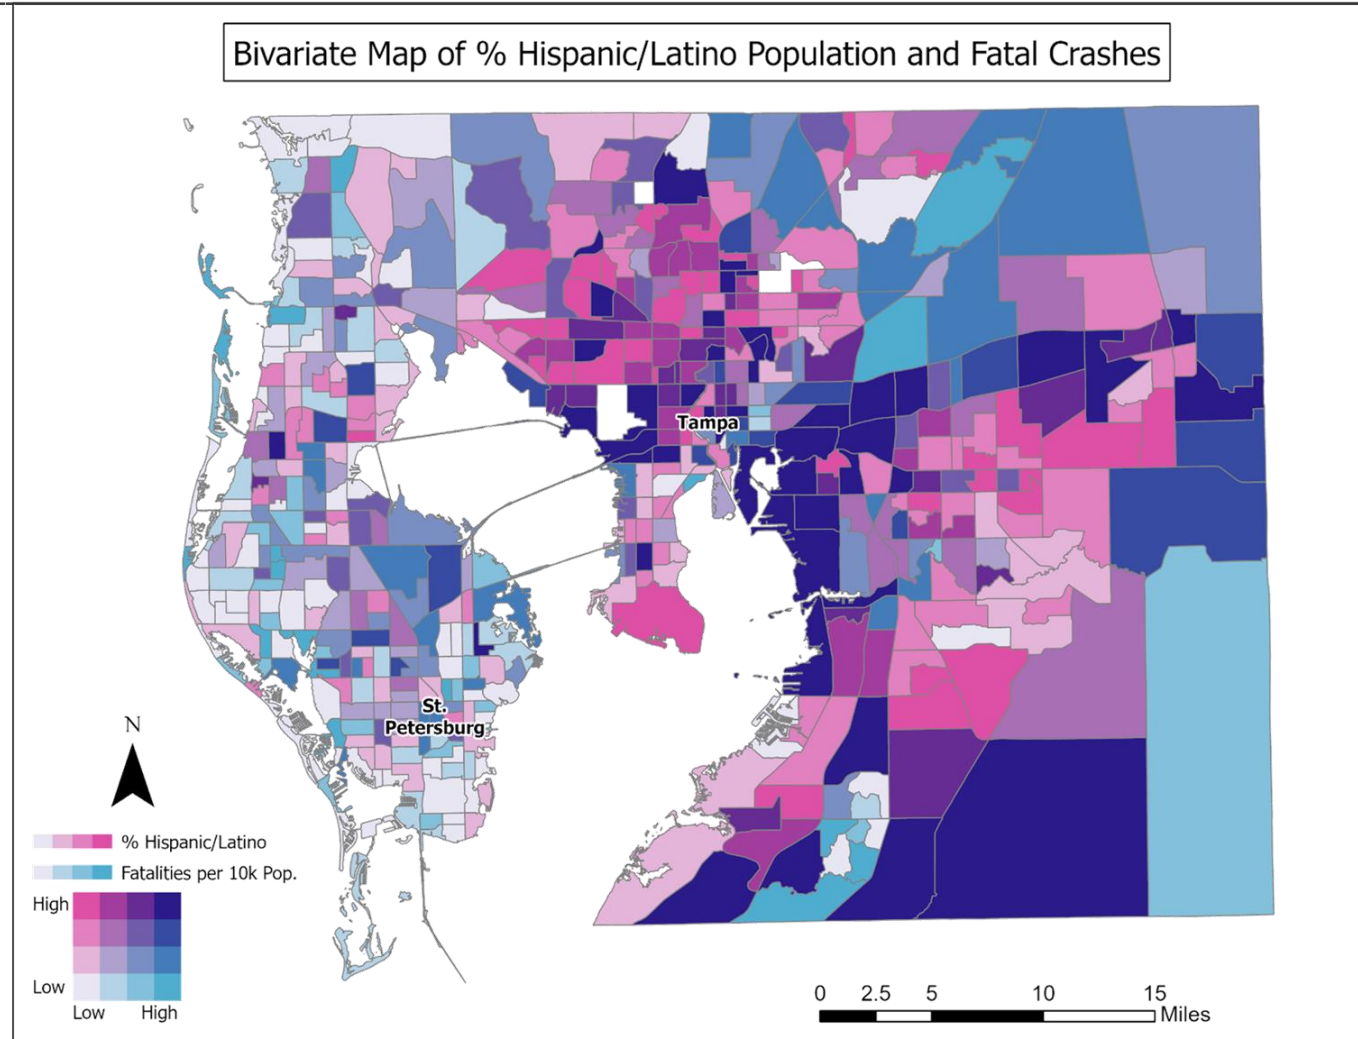 Bivariate Map of % Hispanic/Latino Population and Fatal Crashes
Tampa
St.
Petersburg
N
% Hispanic/Latino
Fatalities per 10k Pop.
High
Low
Low High
0 2.5 5 10 15
Miles